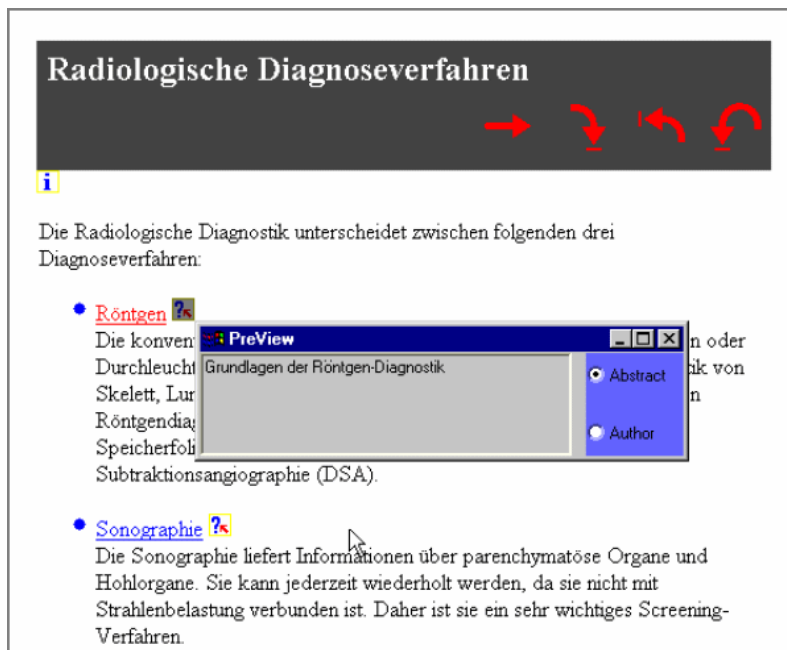 Radiologische Diagnoseverfahren
i
Die Radiologische Diagnostik unterscheidet zwischen folgenden drei
Diagnoseverfahren:
Röntgen ?
Die konven
n oder
PreView
Durchleucht
ik von
Grundlagen der Röntgen-Diagnostik
Abstract
Skelett, Lun
n
Röntgendiag
Author
Speicherfoli
Subtraktionsangiographie (DSA).
Sonographie ?
Die Sonographie liefert Informationen über parenchymatöse Organe und
Hohlorgane. Sie kann jederzeit wiederholt werden, da sie nicht mit
Strahlenbelastung verbunden ist. Daher ist sie ein sehr wichtiges Screening-
Verfahren.